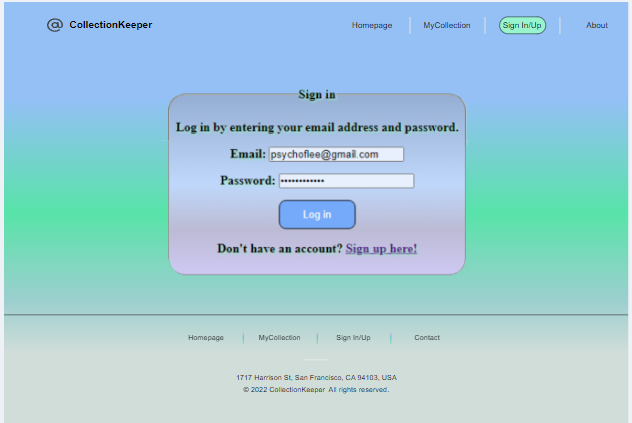 CollectionKeeper
Homepage MyCollection Sign In/Up About
Sign in
Log in by entering your email address and password.
Email: psychoflee@gmail.com
Password: ••••••••••••
Log in
Don't have an account? Sign up here!
Homepage MyCollection Sign In/Up Contact
1717 Harrison St, San Francisco, CA 94103, USA
© 2022 CollectionKeeper All rights reserved.